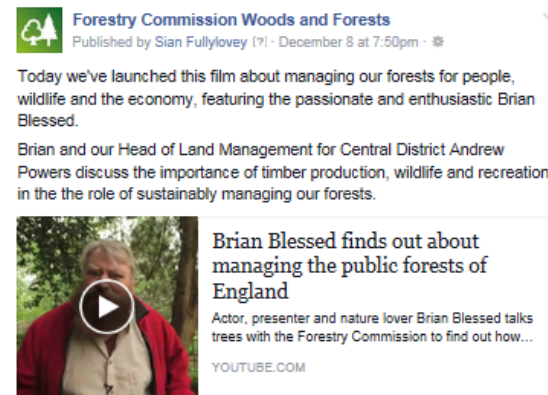 Forestry Commission Woods and Forests
Published by Sian Fullylovey [?] · December 8 at 7:50pm ·
Today we've launched this film about managing our forests for people,
wildlife and the economy, featuring the passionate and enthusiastic Brian
Blessed.
Brian and our Head of Land Management for Central District Andrew
Powers discuss the importance of timber production, wildlife and recreation
in the the role of sustainably managing our forests.
Brian Blessed finds out about
managing the public forests of
England
Actor, presenter and nature lover Brian Blessed talks
trees with the Forestry Commission to find out how...
YOUTUBE.COM